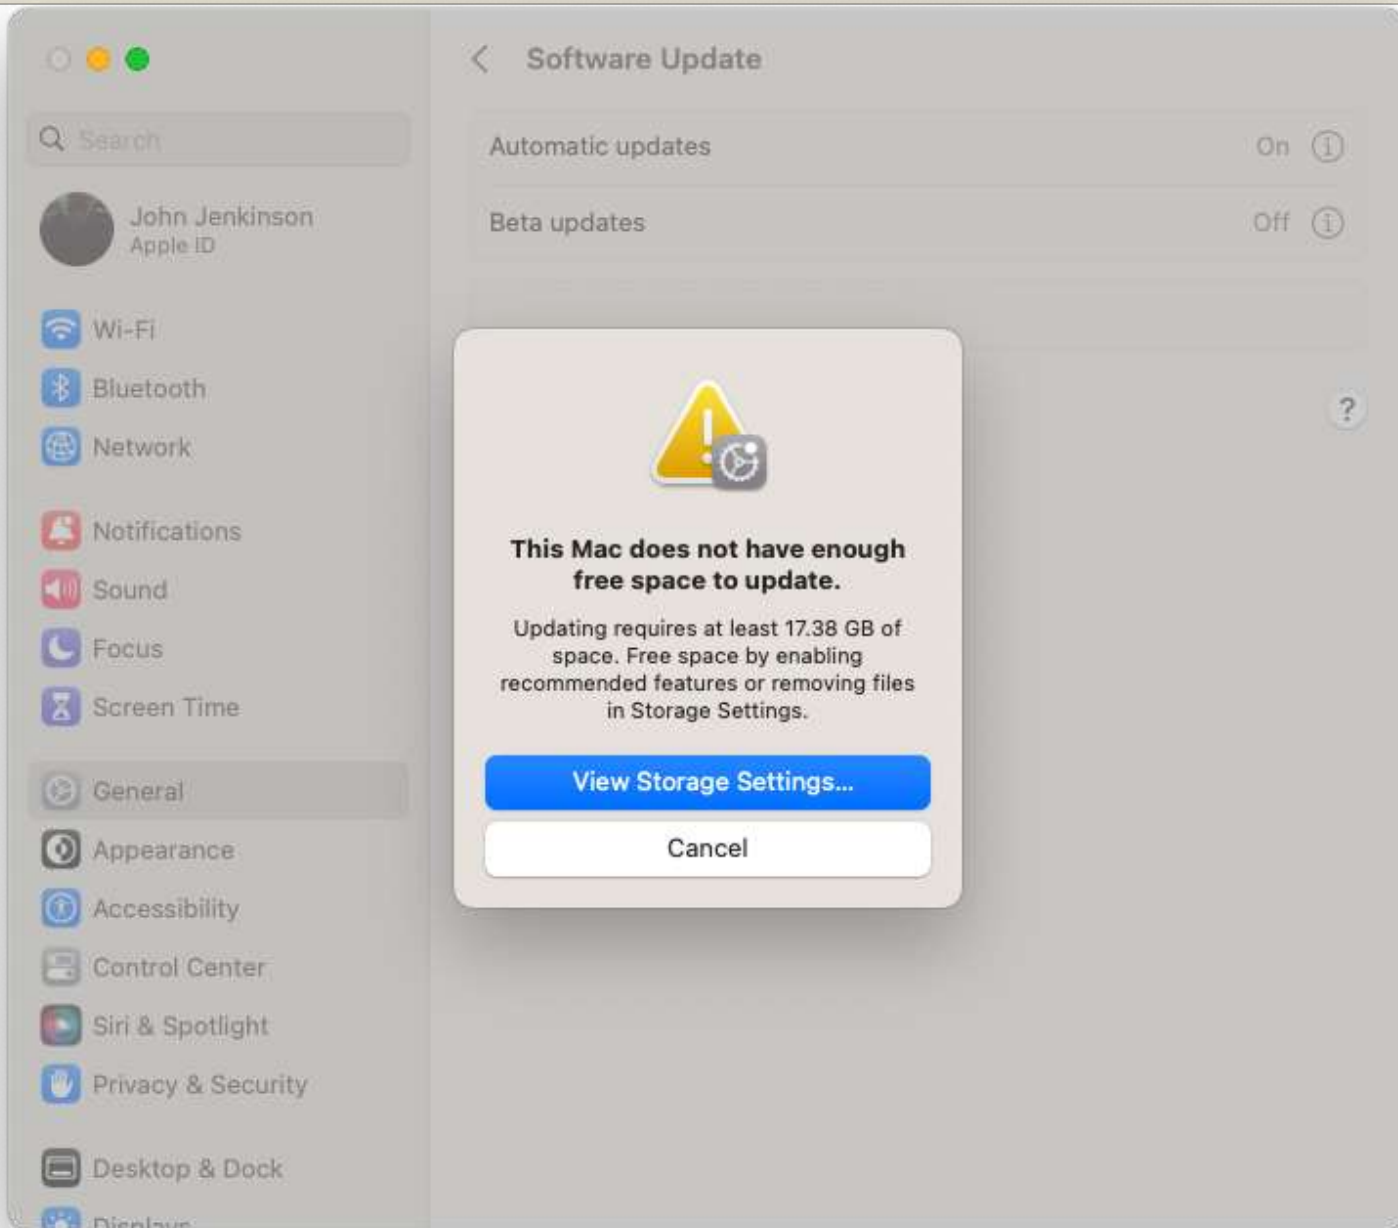 Software Update
Search
John Jenkinson
Apple ID
Wi-Fi
Bluetooth
Network
Notifications
Sound
Focus
Screen Time
General
Appearance
Accessibility
Control Center
Siri & Spotlight
Privacy & Security
Desktop & Dock
Displays
Automatic updates On
Beta updates Off
?
This Mac does not have enough
free space to update.
Updating requires at least 17.38 GB of
space. Free space by enabling
recommended features or removing files
in Storage Settings.
View Storage Settings...
Cancel